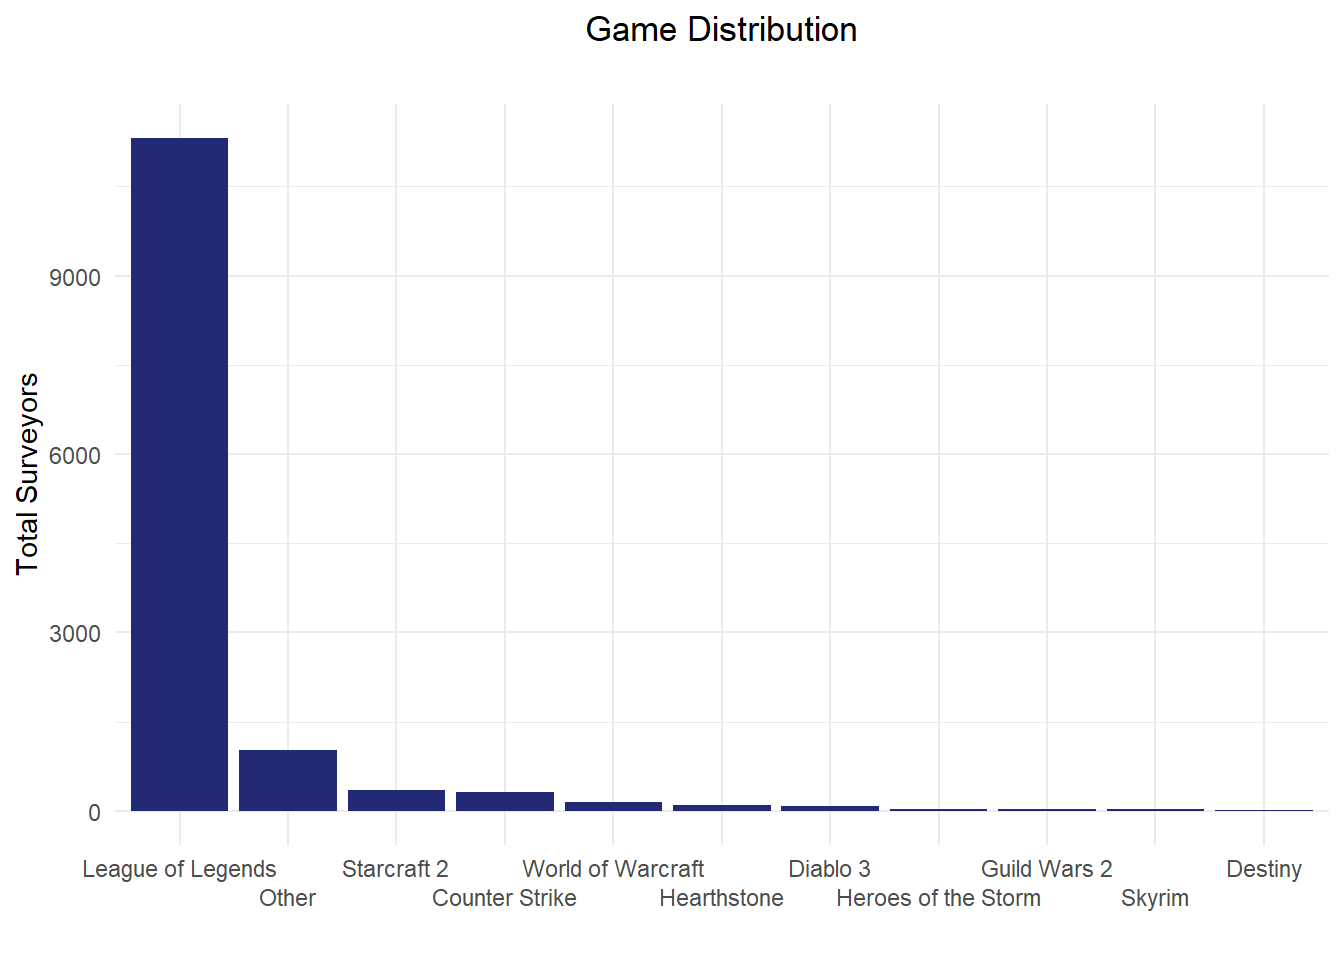 Game Distribution
Total Surveyors
9000
6000
3000
0
League of Legends
Other
Starcraft 2
Counter Strike
World of Warcraft
Hearthstone
Diablo 3
Heroes of the Storm
Guild Wars 2
Skyrim
Destiny